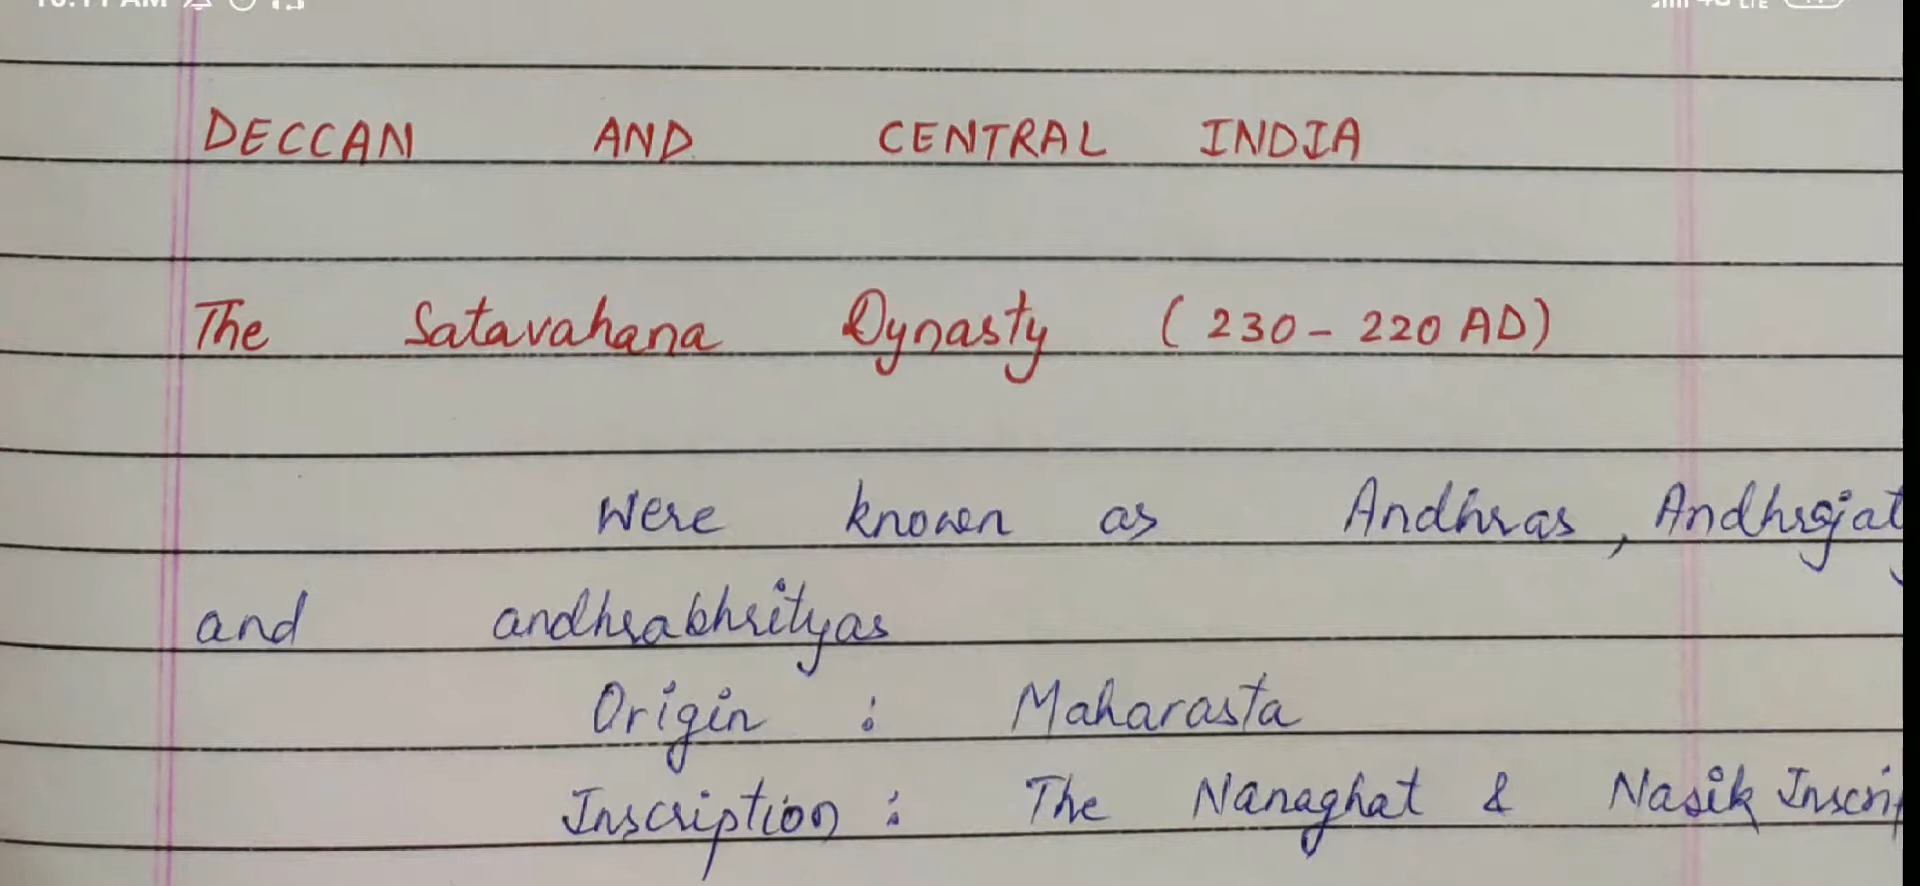 DECCAN AND CENTRAL INDIA
The Satavahana Dynasty (230 - 220 AD)
Were known as Andhras, Andhrajat
and andhrabhrityas
Origin : Maharasta
Inscription : The Nanaghat & Nasik Inscrip